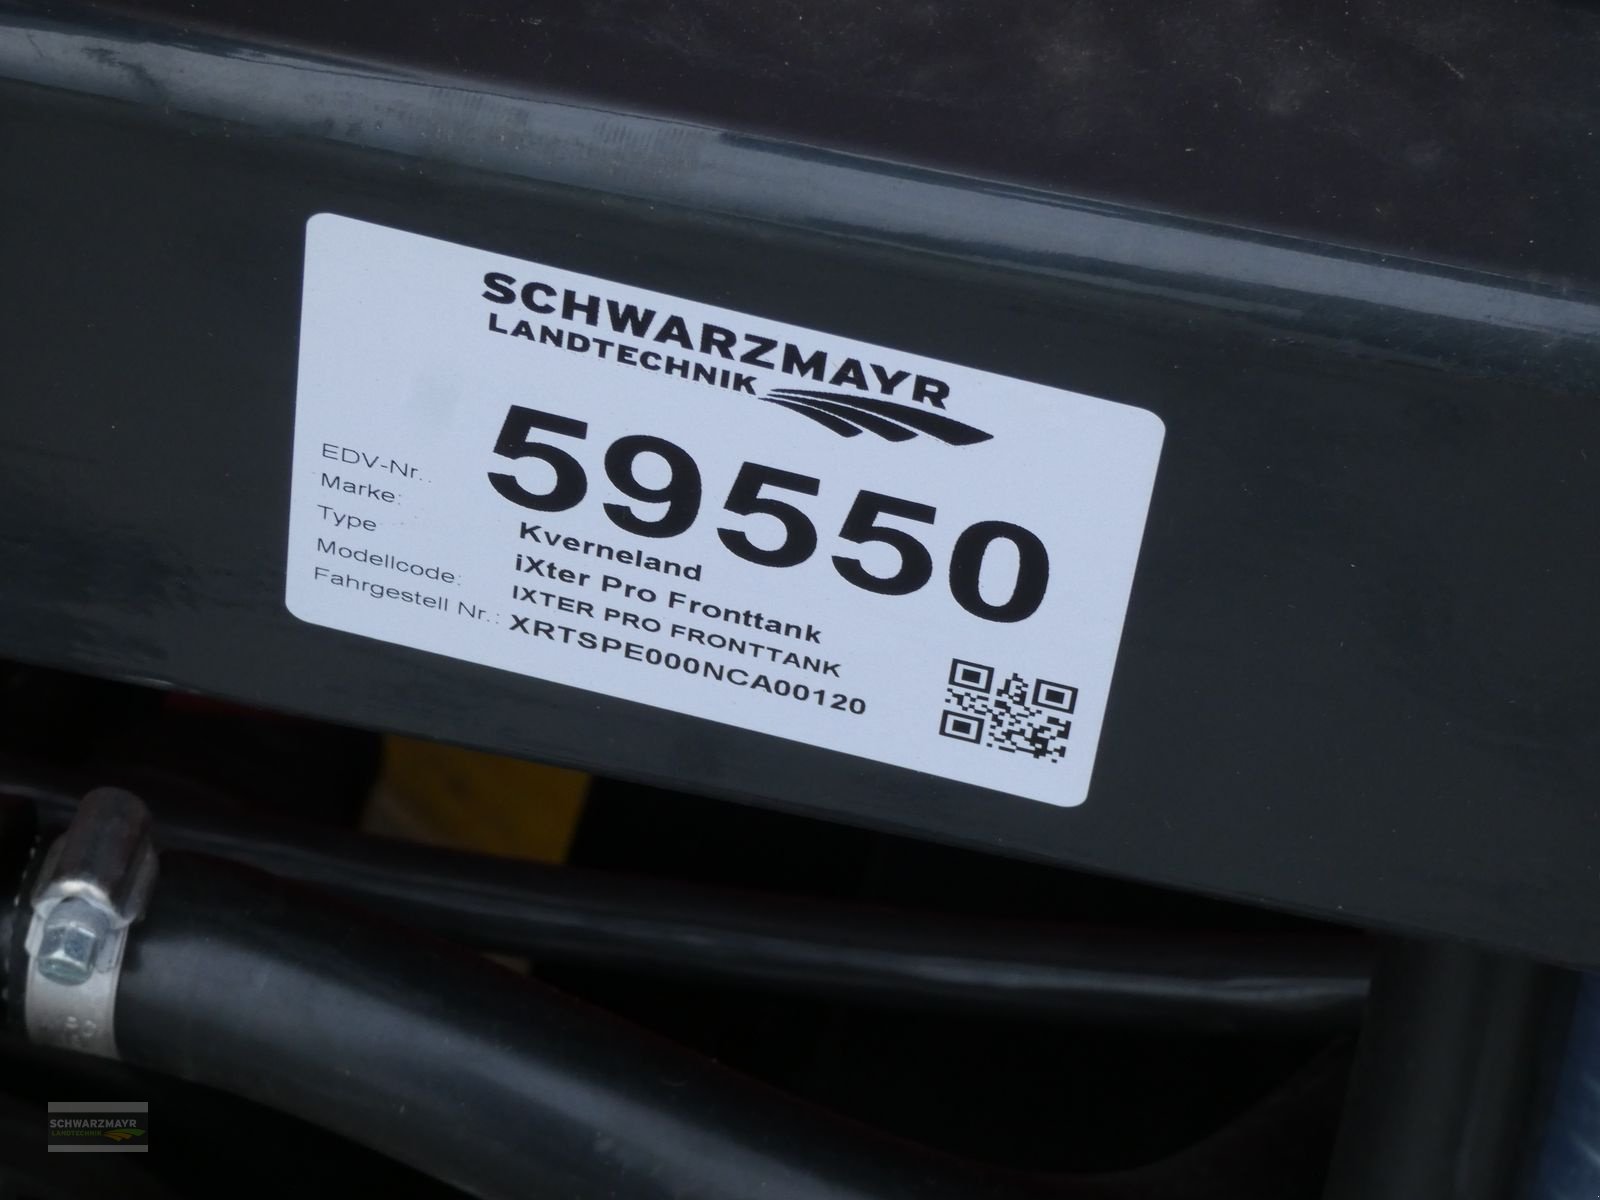 SCHWARZMAYR
LANDTECHNIK
EDV-Nr.: 59550
Marke: Kverneland
Type iXter Pro Fronttank
Modellcode: IXTER PRO FRONTTANK
Fahrgestell Nr.: XRTSPE000NCA00120
SCHWARZMAYR
LANDTECHNIK